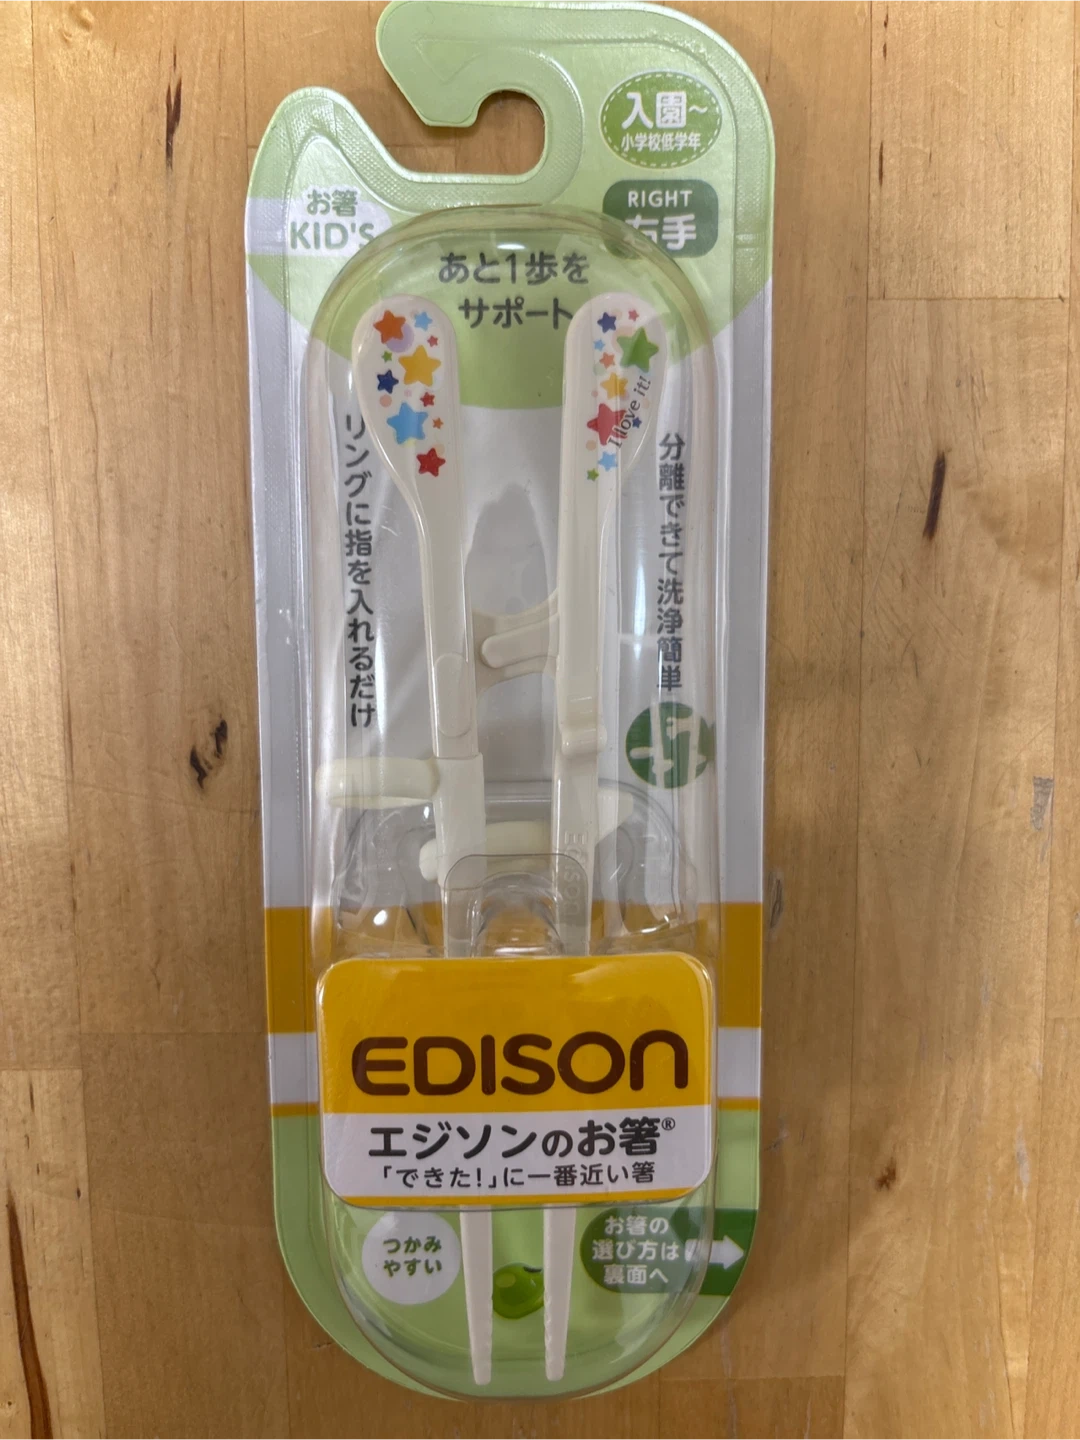 入園～
小学校低学年
RIGHT
右手
お箸
KID'S
あと1歩を
サポート
I love it!
リングに指を入れるだけ
分離できて洗浄簡単
EDISON
EDISON
エジソンのお箸®
「できた！」に一番近い箸
つかみ
やすい
お箸の
選び方は
裏面へ